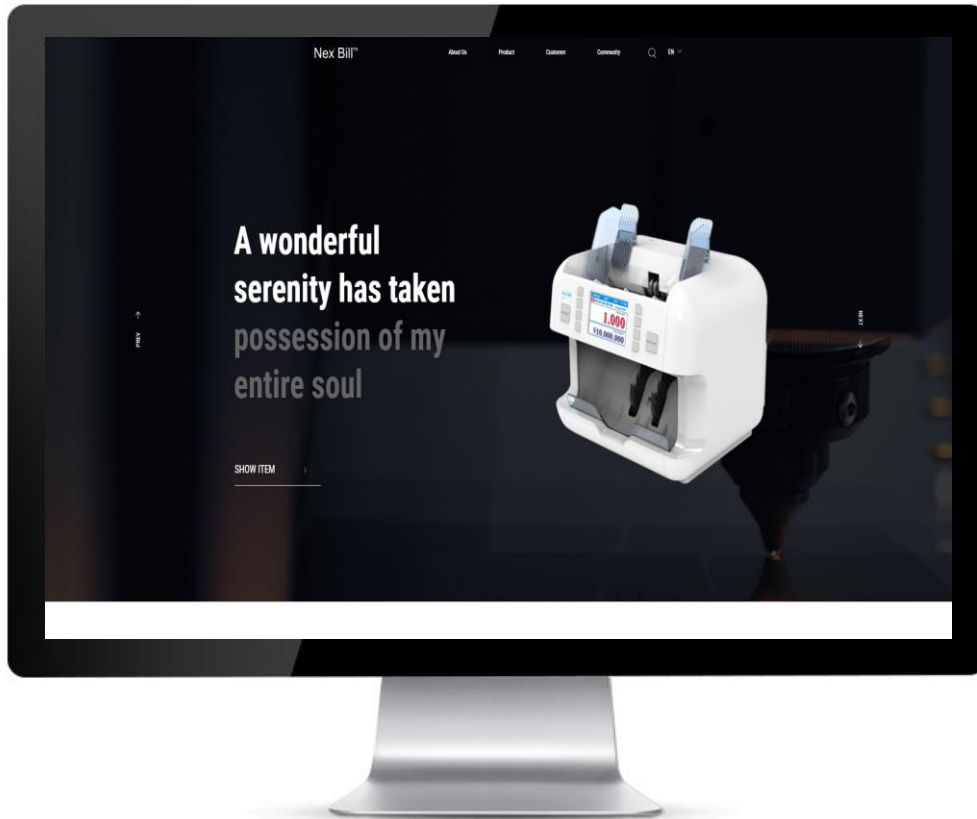 Nex Bill™
About Us
Product
Customer
Community
EN
A wonderful
serenity has taken
possession of my
entire soul
SHOW ITEM
PREV
NEXT
1.000